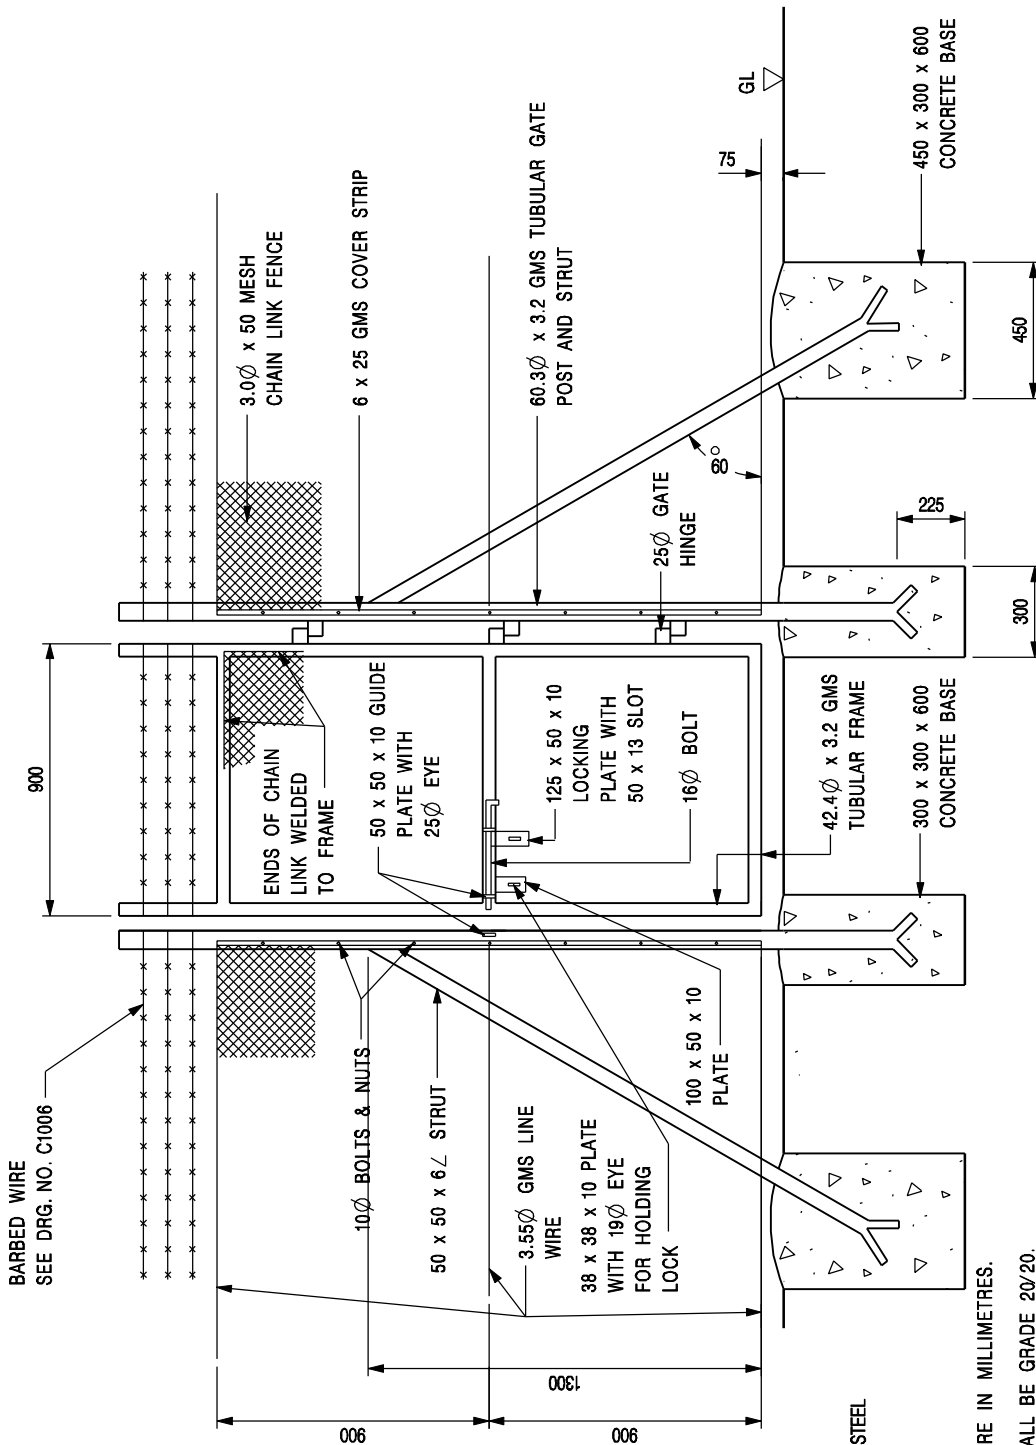 BARBED WIRE
SEE DRG. NO. C1006
900
3.0Ø x 50 MESH
CHAIN LINK FENCE
6 x 25 GMS COVER STRIP
60.3Ø x 3.2 GMS TUBULAR GATE
POST AND STRUT
GL
75
450 x 300 x 600
CONCRETE BASE
60°
25Ø GATE
HINGE
225
450
300
ENDS OF CHAIN
LINK WELDED
TO FRAME
50 x 50 x 10 GUIDE
PLATE WITH
25Ø EYE
125 x 50 x 10
LOCKING
PLATE WITH
50 x 13 SLOT
16Ø BOLT
42.4Ø x 3.2 GMS
TUBULAR FRAME
300 x 300 x 600
CONCRETE BASE
10Ø BOLTS & NUTS
50 x 50 x 6∠ STRUT
3.55Ø GMS LINE
WIRE
38 x 38 x 10 PLATE
WITH 19Ø EYE
FOR HOLDING
LOCK
100 x 50 x 10
PLATE
1300
900
900
STEEL
RE IN MILLIMETRES.
ALL BE GRADE 20/20.